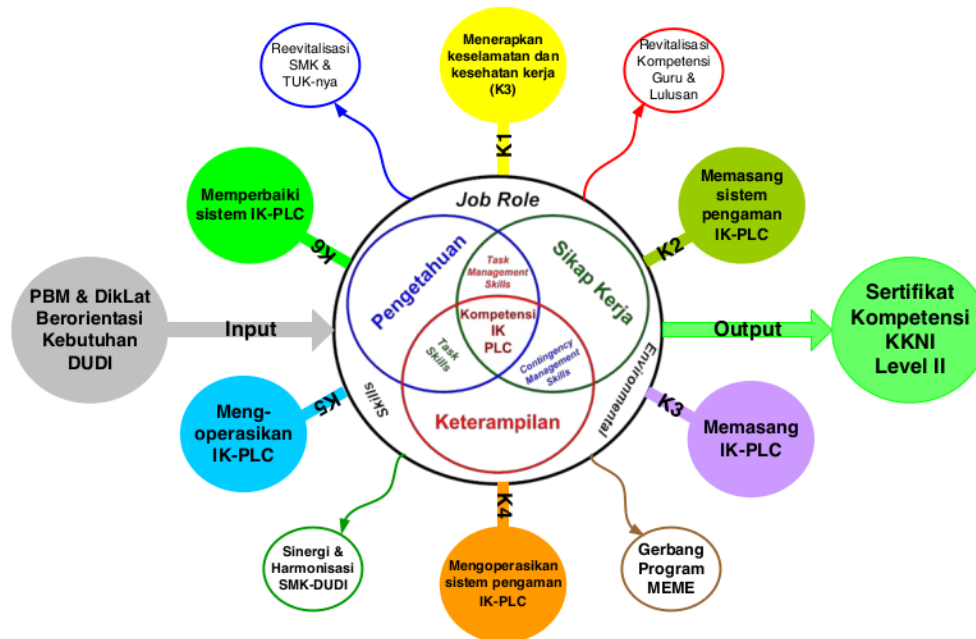 Reevitalisasi
SMK &
TUK-nya
Menerapkan
keselamatan dan
kesehatan kerja
(K3)
Revitalisasi
Kompetensi
Guru &
Lulusan
K1
Memperbaiki
sistem IK-PLC
K6
Job Role
Memasang
sistem
pengaman
IK-PLC
K2
Pengetahuan
Task
Management
Skills
Sikap Kerja
PBM & DikLat
Berorientasi
Kebutuhan
DUDI
Input
Kompetensi
IK
PLC
Output
Sertifikat
Kompetensi
KKNI
Level II
Task
Skills
Contingency
Management
Skills
Skills
Environmental
Keterampilan
Meng-
operasikan
IK-PLC
K5
K3
Memasang
IK-PLC
K4
Sinergi &
Harmonisasi
SMK-DUDI
Mengoperasikan
sistem pengaman
IK-PLC
Gerbang
Program
MEME